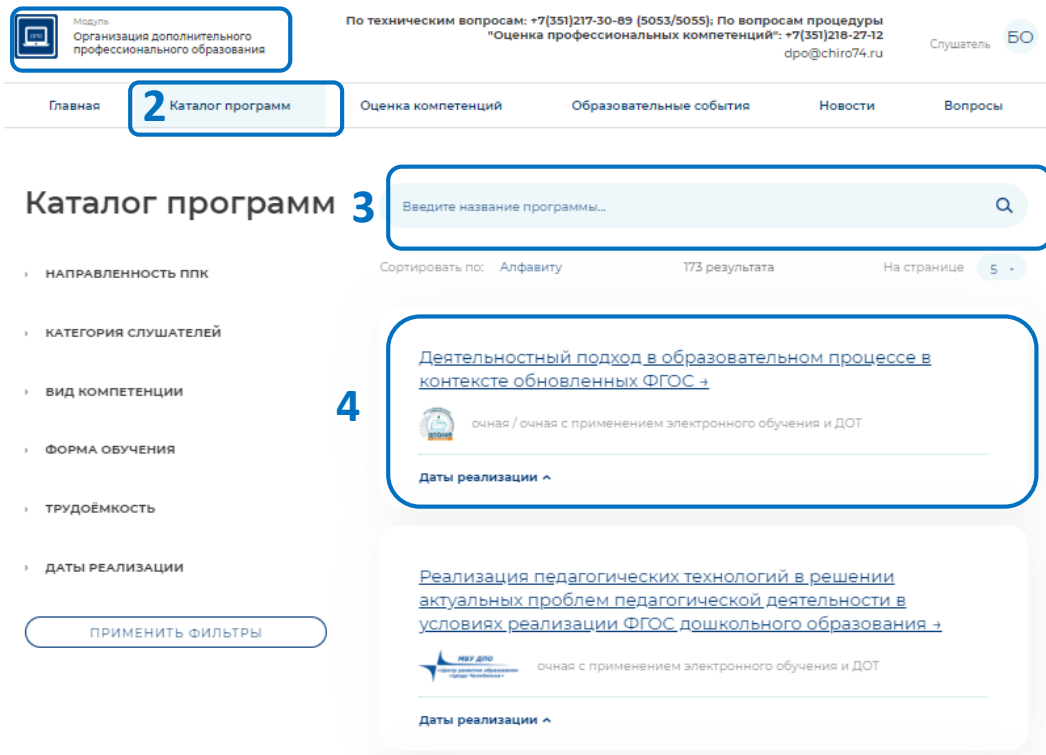 Модуль
Организация дополнительного
профессионального образования
По техническим вопросам: +7(351)217-30-89 (5053/5055); По вопросам процедуры
"Оценка профессиональных компетенций": +7(351)218-27-12
dpo@chiro74.ru
Слушатель БО
Главная 2 Каталог программ Оценка компетенций Образовательные события Новости Вопросы
Каталог программ
3 Введите название программы...
Сортировать по: Алфавиту 173 результата На странице 5
НАПРАВЛЕННОСТЬ ППК
КАТЕГОРИЯ СЛУШАТЕЛЕЙ
ВИД КОМПЕТЕНЦИИ
ФОРМА ОБУЧЕНИЯ
ТРУДОЁМКОСТЬ
ДАТЫ РЕАЛИЗАЦИИ
ПРИМЕНИТЬ ФИЛЬТРЫ
4
Деятельностный подход в образовательном процессе в
контексте обновленных ФГОС →
очная / очная с применением электронного обучения и ДОТ
Даты реализации
Реализация педагогических технологий в решении
актуальных проблем педагогической деятельности в
условиях реализации ФГОС дошкольного образования →
МБУ ДПО
очная с применением электронного обучения и ДОТ
Даты реализации